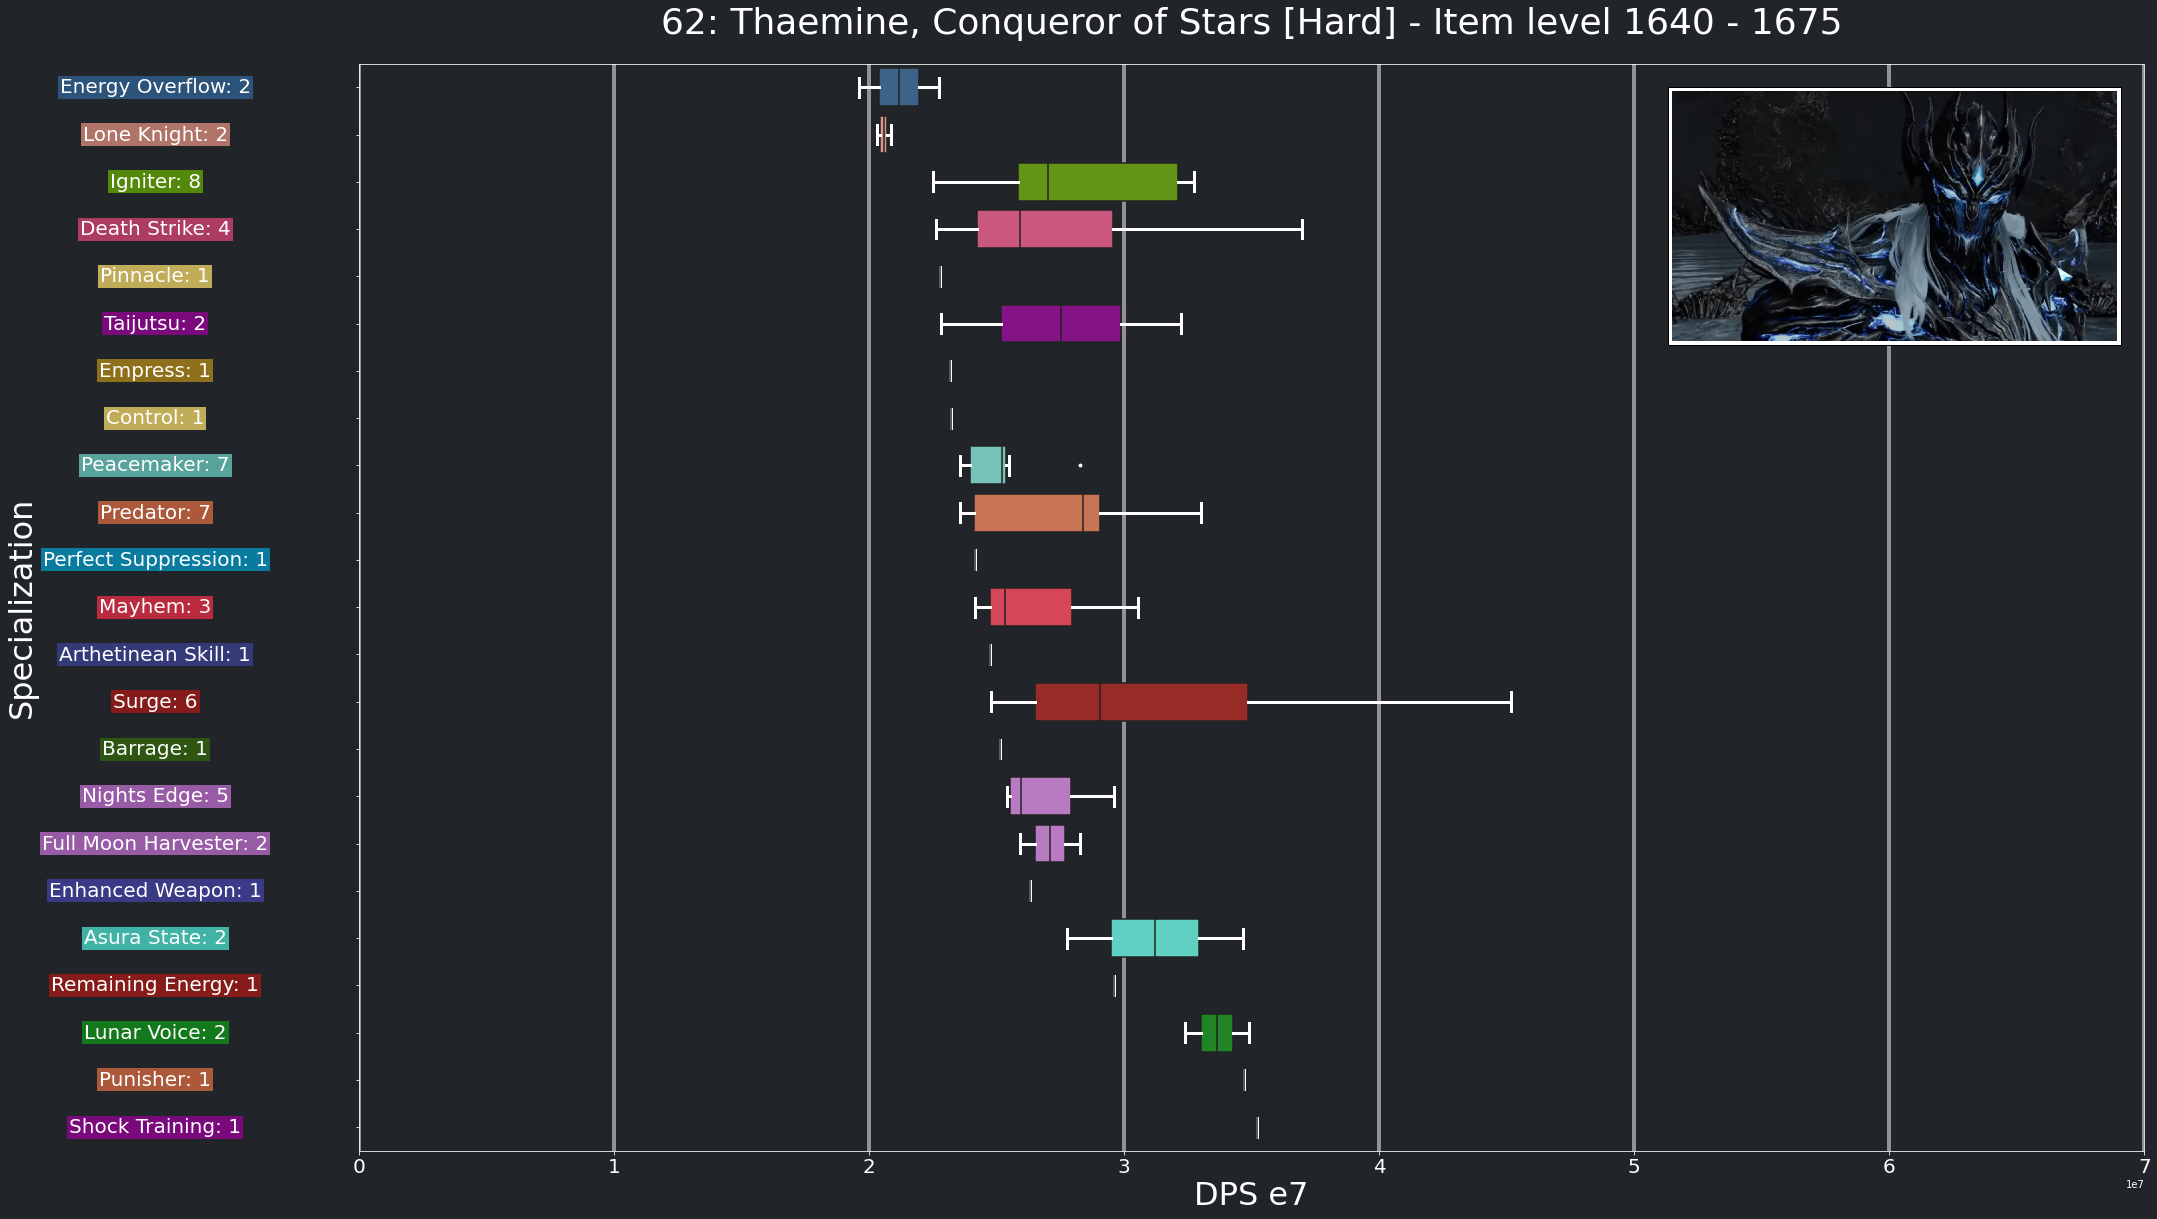 62: Thaemine, Conqueror of Stars [Hard] - Item level 1640 - 1675
Specialization
Energy Overflow: 2
Lone Knight: 2
Igniter: 8
Death Strike: 4
Pinnacle: 1
Taijutsu: 2
Empress: 1
Control: 1
Peacemaker: 7
Predator: 7
Perfect Suppression: 1
Mayhem: 3
Arthetinean Skill: 1
Surge: 6
Barrage: 1
Nights Edge: 5
Full Moon Harvester: 2
Enhanced Weapon: 1
Asura State: 2
Remaining Energy: 1
Lunar Voice: 2
Punisher: 1
Shock Training: 1
0 1 2 3 4 5 6 7
1e7
DPS e7